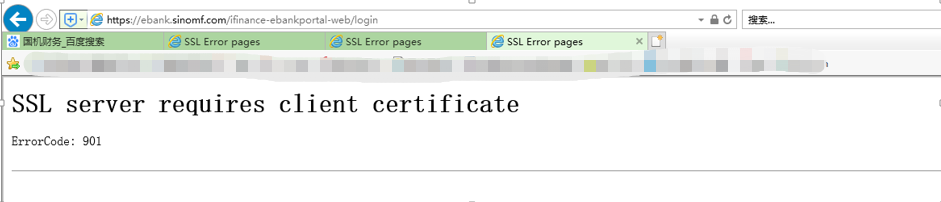 https://ebank.sinomf.com/ifinance-ebankportal-web/login
搜索...
国机财务_百度搜索
SSL Error pages
SSL Error pages
SSL Error pages
SSL server requires client certificate
ErrorCode: 901